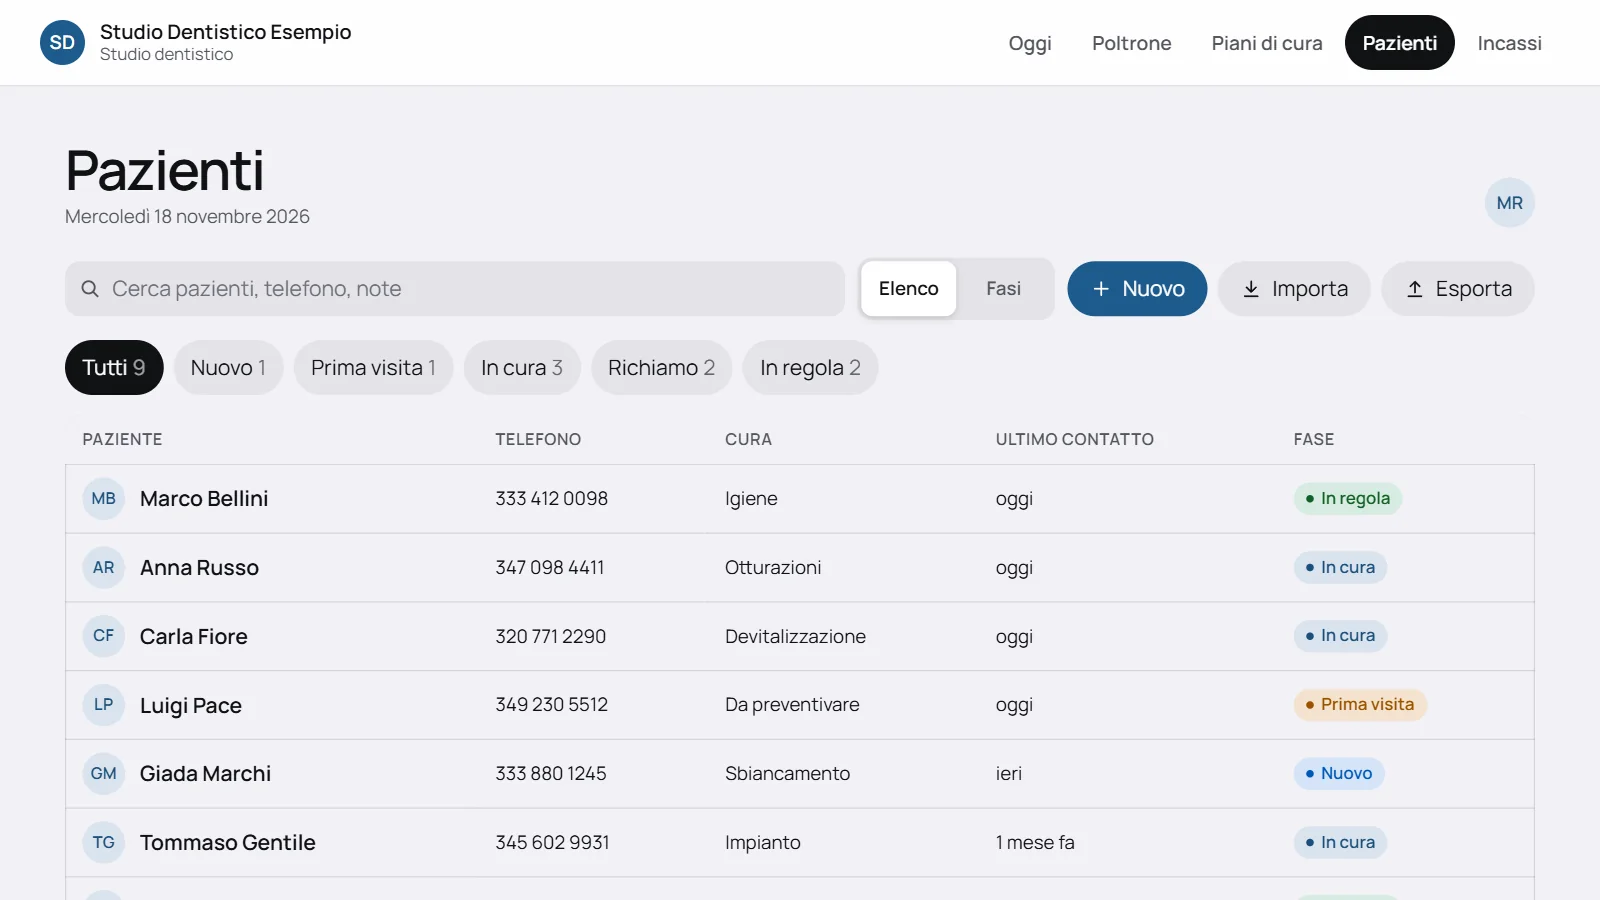 SD
Studio Dentistico Esempio
Studio dentistico
Oggi
Poltrone
Piani di cura
Pazienti
Incassi
Pazienti
Mercoledì 18 novembre 2026
MR
Cerca pazienti, telefono, note
Elenco
Fasi
+ Nuovo
Importa
Esporta
Tutti 9
Nuovo 1
Prima visita 1
In cura 3
Richiamo 2
In regola 2
PAZIENTE TELEFONO CURA ULTIMO CONTATTO FASE
MB Marco Bellini 333 412 0098 Igiene oggi In regola
AR Anna Russo 347 098 4411 Otturazioni oggi In cura
CF Carla Fiore 320 771 2290 Devitalizzazione oggi In cura
LP Luigi Pace 349 230 5512 Da preventivare oggi Prima visita
GM Giada Marchi 333 880 1245 Sbiancamento ieri Nuovo
TG Tommaso Gentile 345 602 9931 Impianto 1 mese fa In cura